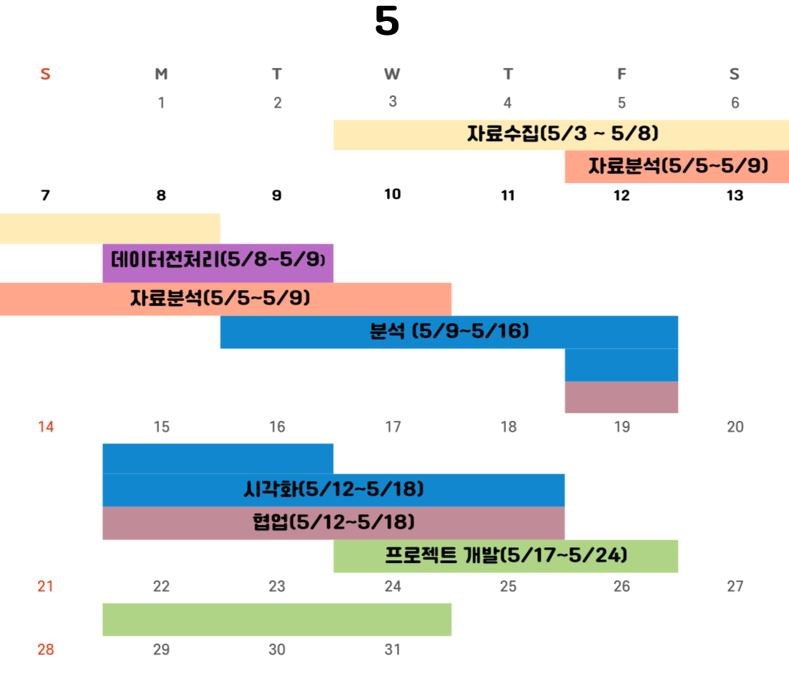 5
S M T W T F S
1 2 3 4 5 6
자료수집(5/3 ~ 5/8)
자료분석(5/5~5/9)
7 8 9 10 11 12 13
데이터전처리(5/8~5/9)
자료분석(5/5~5/9)
분석 (5/9~5/16)
14 15 16 17 18 19 20
시각화(5/12~5/18)
협업(5/12~5/18)
프로젝트 개발(5/17~5/24)
21 22 23 24 25 26 27
28 29 30 31